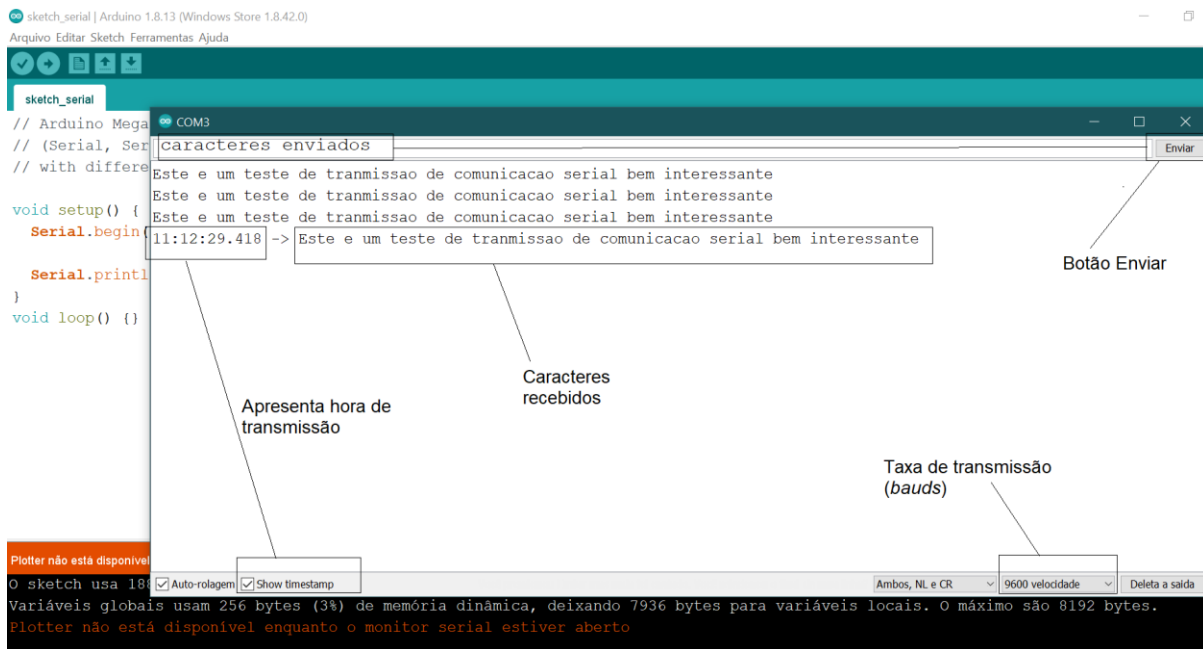 sketch_serial | Arduino 1.8.13 (Windows Store 1.8.42.0)
Arquivo Editar Sketch Ferramentas Ajuda
sketch_serial
// Arduino Mega
// (Serial, Ser
// with differe
void setup() {
Serial.begin(
Serial.printl
}
void loop() {}
COM3
caracteres enviados
Enviar
Este e um teste de tranmissao de comunicacao serial bem interessante
Este e um teste de tranmissao de comunicacao serial bem interessante
Este e um teste de tranmissao de comunicacao serial bem interessante
11:12:29.418 -> Este e um teste de tranmissao de comunicacao serial bem interessante
Botão Enviar
Caracteres
recebidos
Apresenta hora de
transmissão
Taxa de transmissão
(bauds)
Plotter não está disponível
Auto-rolagem Show timestamp Ambos, NL e CR 9600 velocidade Deleta a saida
O sketch usa 188
Variáveis globais usam 256 bytes (3%) de memória dinâmica, deixando 7936 bytes para variáveis locais. O máximo são 8192 bytes.
Plotter não está disponível enquanto o monitor serial estiver aberto